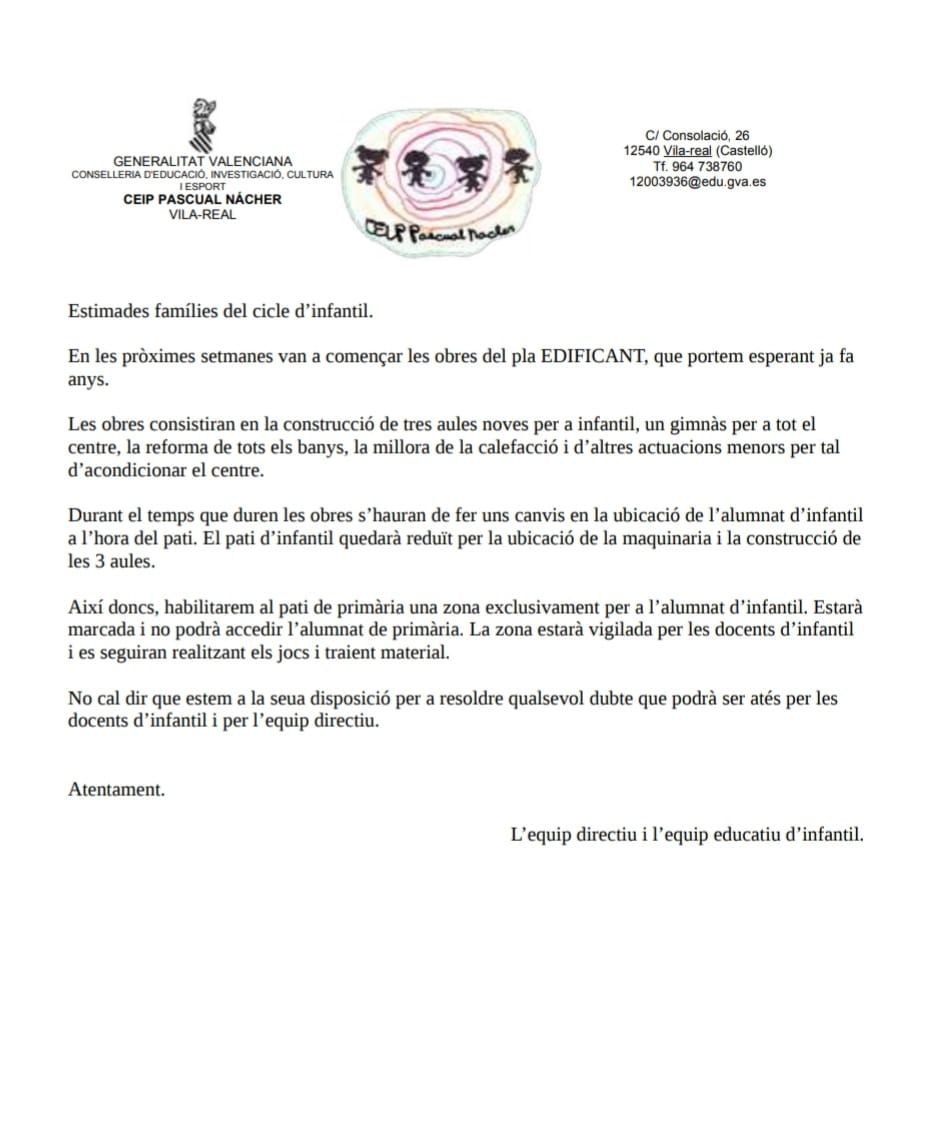 GENERALITAT VALENCIANA
CONSELLERIA D'EDUCACIÓ, INVESTIGACIÓ, CULTURA
I ESPORT
CEIP PASCUAL NÁCHER
VILA-REAL
CEIP Pascual Nacher
C/ Consolació, 26
12540 Vila-real (Castelló)
Tf. 964 738760
12003936@edu.gva.es
Estimades famílies del cicle d’infantil.
En les pròximes setmanes van a començar les obres del pla EDIFICANT, que portem esperant ja fa
anys.
Les obres consistiran en la construcció de tres aules noves per a infantil, un gimnàs per a tot el
centre, la reforma de tots els banys, la millora de la calefacció i d’altres actuacions menors per tal
d’acondicionar el centre.
Durant el temps que duren les obres s’hauran de fer uns canvis en la ubicació de l’alumnat d’infantil
a l’hora del pati. El pati d’infantil quedarà reduït per la ubicació de la maquinaria i la construcció de
les 3 aules.
Així doncs, habilitarem al pati de primària una zona exclusivament per a l’alumnat d’infantil. Estarà
marcada i no podrà accedir l’alumnat de primària. La zona estarà vigilada per les docents d’infantil
i es seguiran realitzant els jocs i traient material.
No cal dir que estem a la seua disposició per a resoldre qualsevol dubte que podrà ser atés per les
docents d’infantil i per l’equip directiu.
Atentament.
L’equip directiu i l’equip educatiu d’infantil.